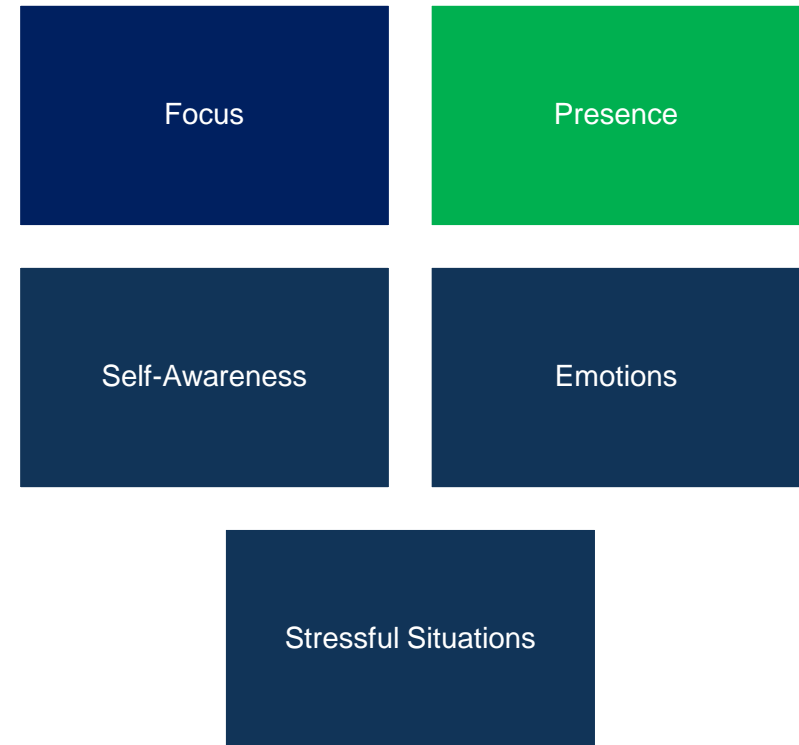 Focus
Presence
Self-Awareness
Emotions
Stressful Situations